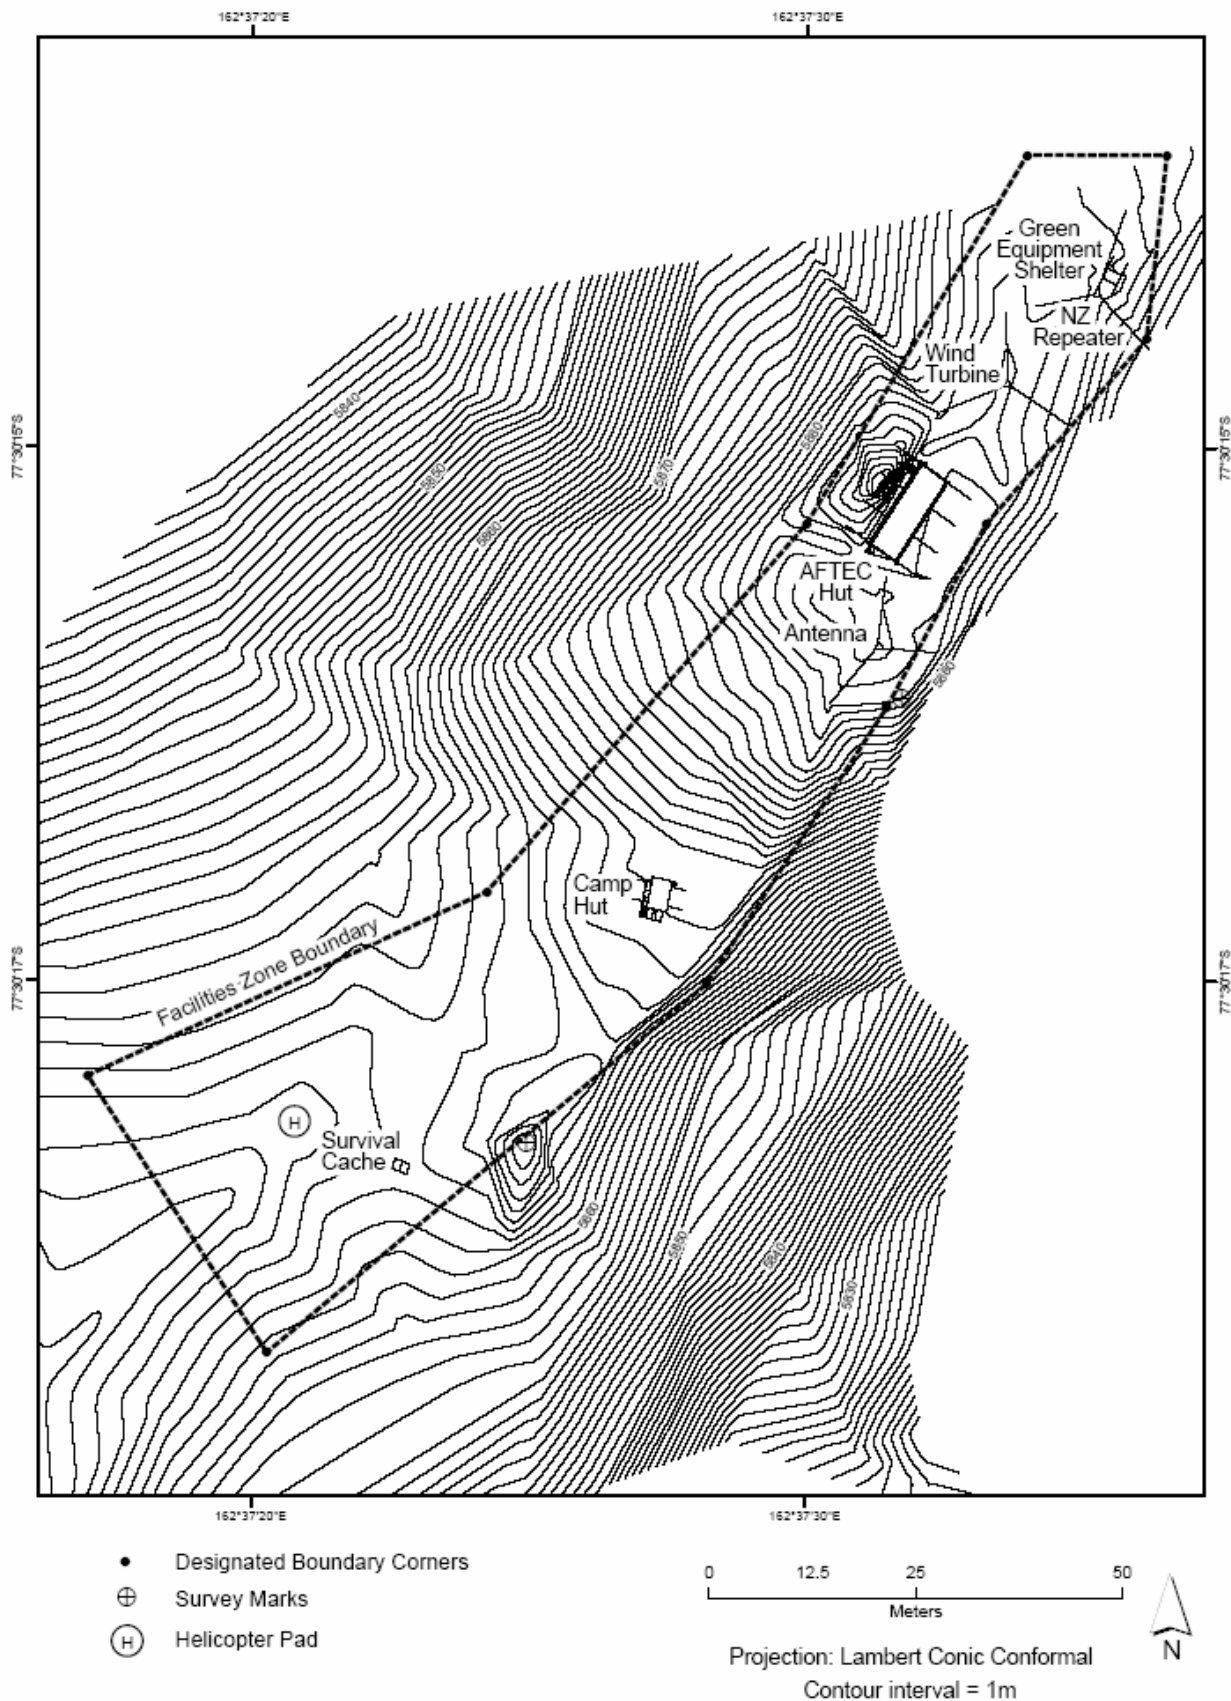 162°37'20"E
162°37'30"E
Green
Equipment
Shelter
NZ
Repeater
Wind
Turbine
5840
77°30'15"S
77°30'15"S
5860
5850
5870
5860
AFTEC
Hut
Antenna
5860
Camp
Hut
Facilities Zone Boundary
77°30'17"S
77°30'17"S
H
Survival
Cache
5860
5850
5840
5830
162°37'20"E
162°37'30"E
Designated Boundary Corners
Survey Marks
H
Helicopter Pad
0 12.5 25 50
Meters
N
Projection: Lambert Conic Conformal
Contour interval = 1m